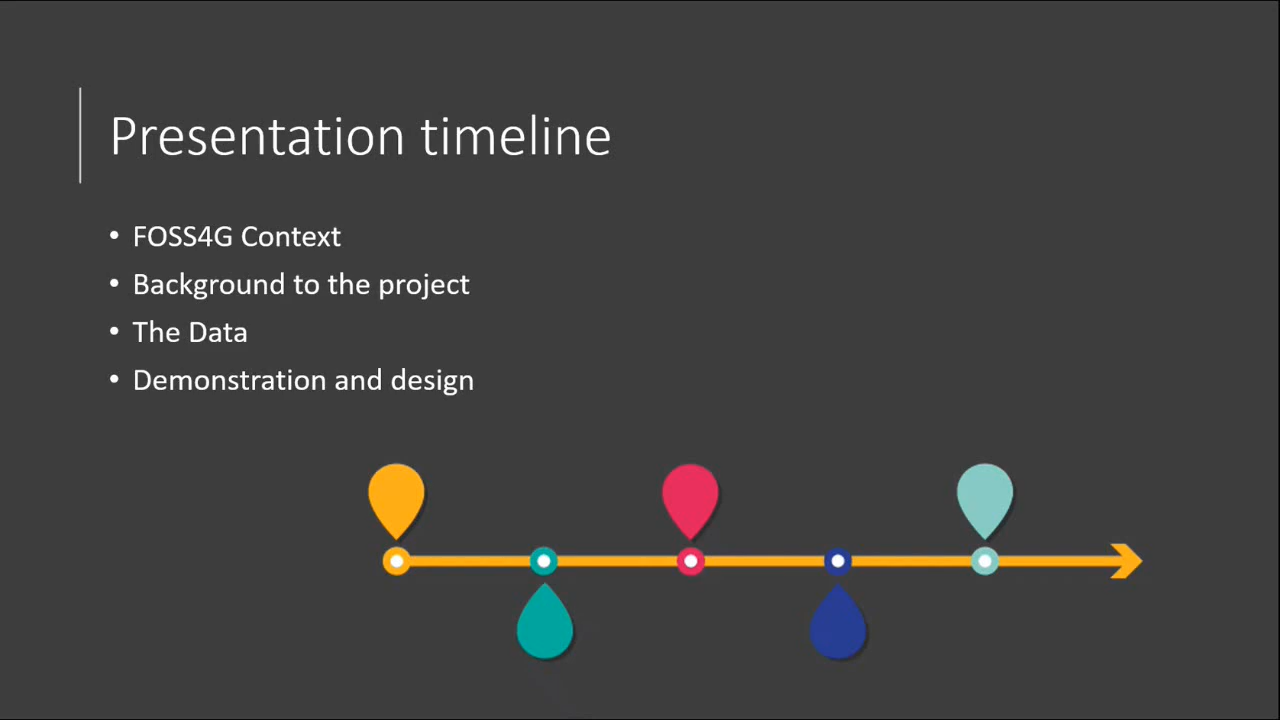 Presentation timeline
• FOSS4G Context
• Background to the project
• The Data
• Demonstration and design